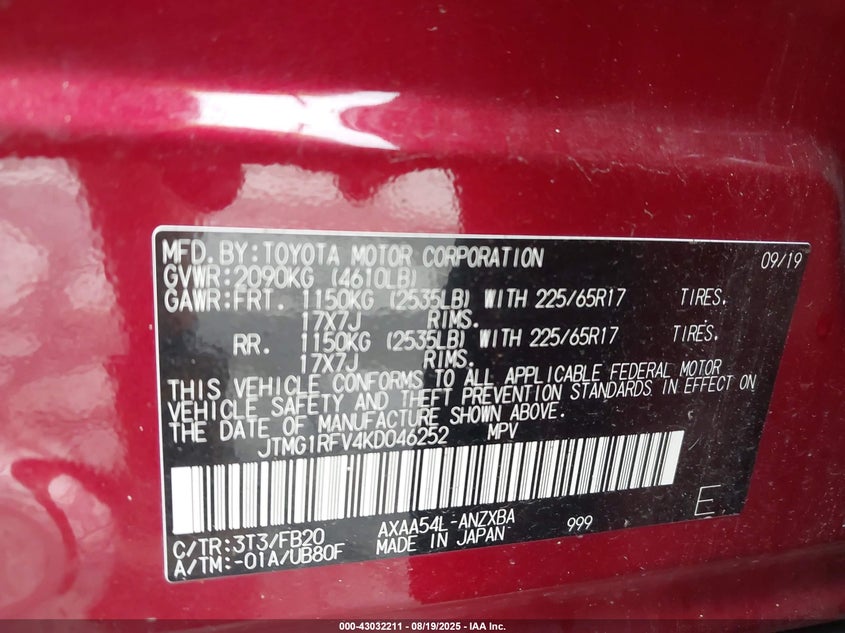 MFD.BY:TOYOTA MOTOR CORPORATION 09/19
GVWR:2090KG (4610LB)
GAWR:FRT. 1150KG (2535LB) WITH 225/65R17 TIRES.
17X7J RIMS.
RR. 1150KG (2535LB) WITH 225/65R17 TIRES.
17X7J RIMS.
THIS VEHICLE CONFORMS TO ALL APPLICABLE FEDERAL MOTOR
VEHICLE SAFETY AND THEFT PREVENTION STANDARDS IN EFFECT ON
THE DATE OF MANUFACTURE SHOWN ABOVE.
JTMG1RFV4KD046252 MPV
E
C/TR:3T3/FB20 AXAA54L-ANZXBA 999
A/TM:-01A/UB80F MADE IN JAPAN
000-43032211 - 08/19/2025 - IAA Inc.